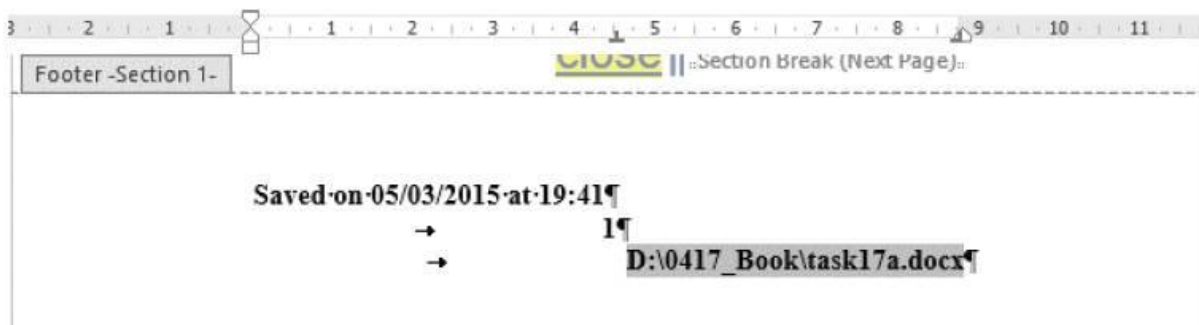 3 · 2 · 1 · 1 · 2 · 3 · 4 · 5 · 6 · 7 · 8 · 9 · 10 · 11
close ¶ Section Break (Next Page)
Footer -Section 1-
Saved·on·05/03/2015·at·19:41¶
→ 1¶
→ D:\0417_Book\task17a.docx¶